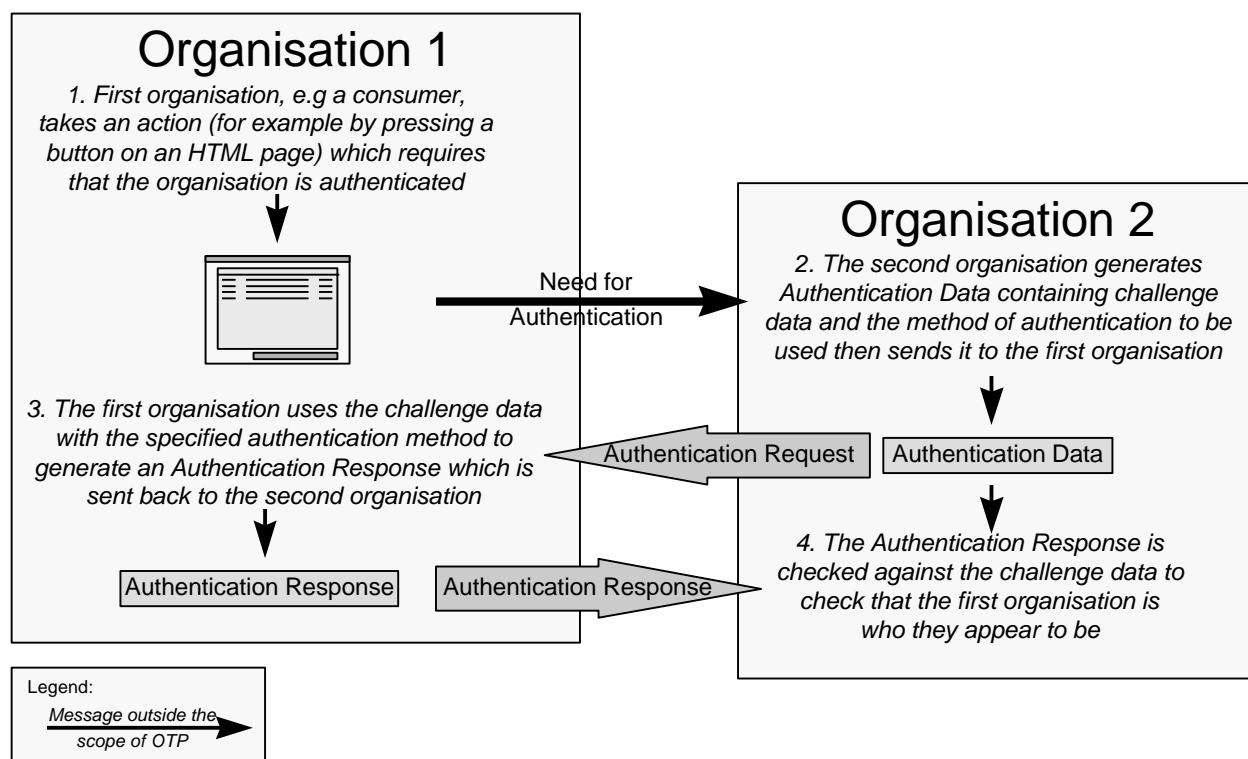 Organisation 1
1. First organisation, e.g a consumer,
takes an action (for example by pressing a
button on an HTML page) which requires
that the organisation is authenticated
Need for
Authentication
Organisation 2
2. The second organisation generates
Authentication Data containing challenge
data and the method of authentication to be
used then sends it to the first organisation
3. The first organisation uses the challenge data
with the specified authentication method to
generate an Authentication Response which is
sent back to the second organisation
Authentication Request
Authentication Data
Authentication Response
Authentication Response
4. The Authentication Response is
checked against the challenge data to
check that the first organisation is
who they appear to be
Legend:
Message outside the
scope of OTP